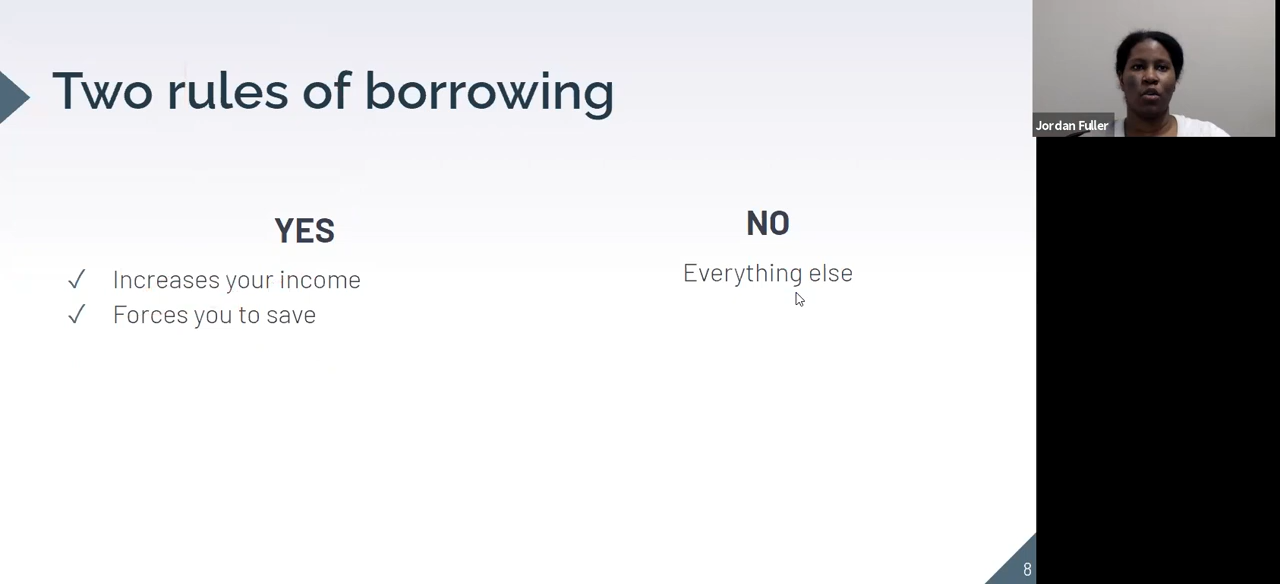 Two rules of borrowing
YES
✓ Increases your income
✓ Forces you to save
NO
Everything else
8
Jordan Fuller